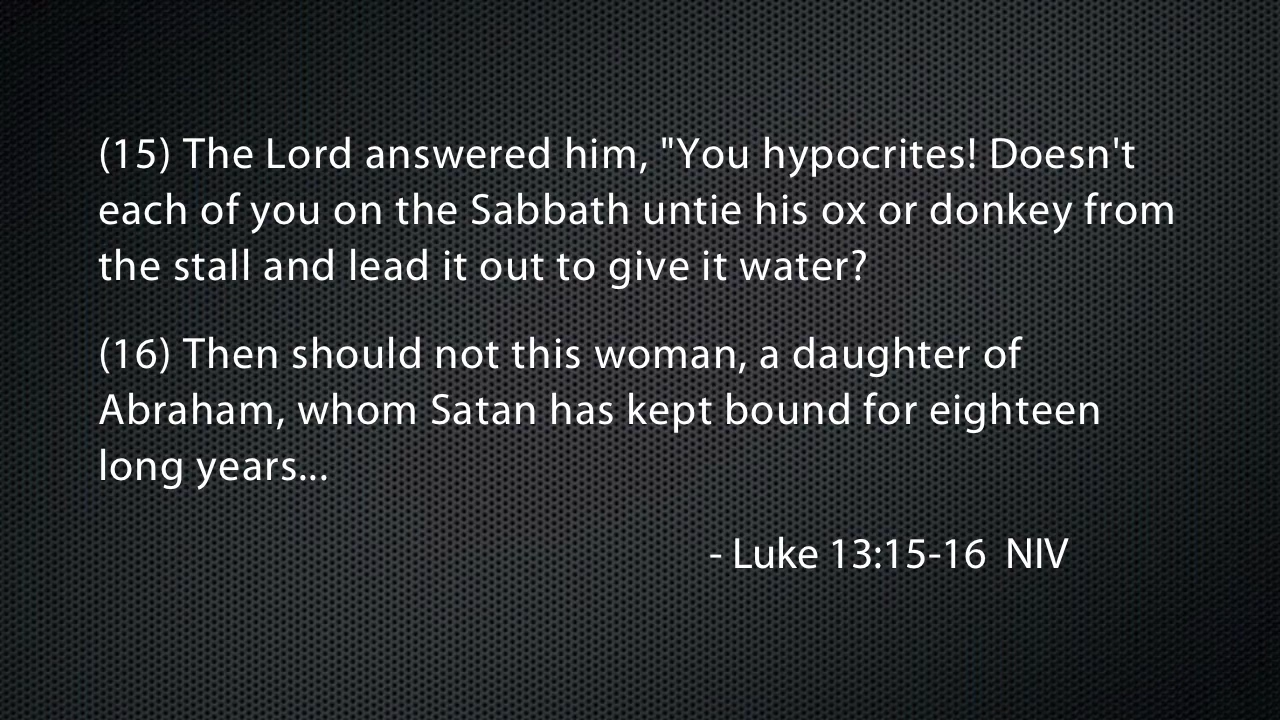 (15) The Lord answered him, "You hypocrites! Doesn't
each of you on the Sabbath untie his ox or donkey from
the stall and lead it out to give it water?
(16) Then should not this woman, a daughter of
Abraham, whom Satan has kept bound for eighteen
long years...
- Luke 13:15-16  NIV